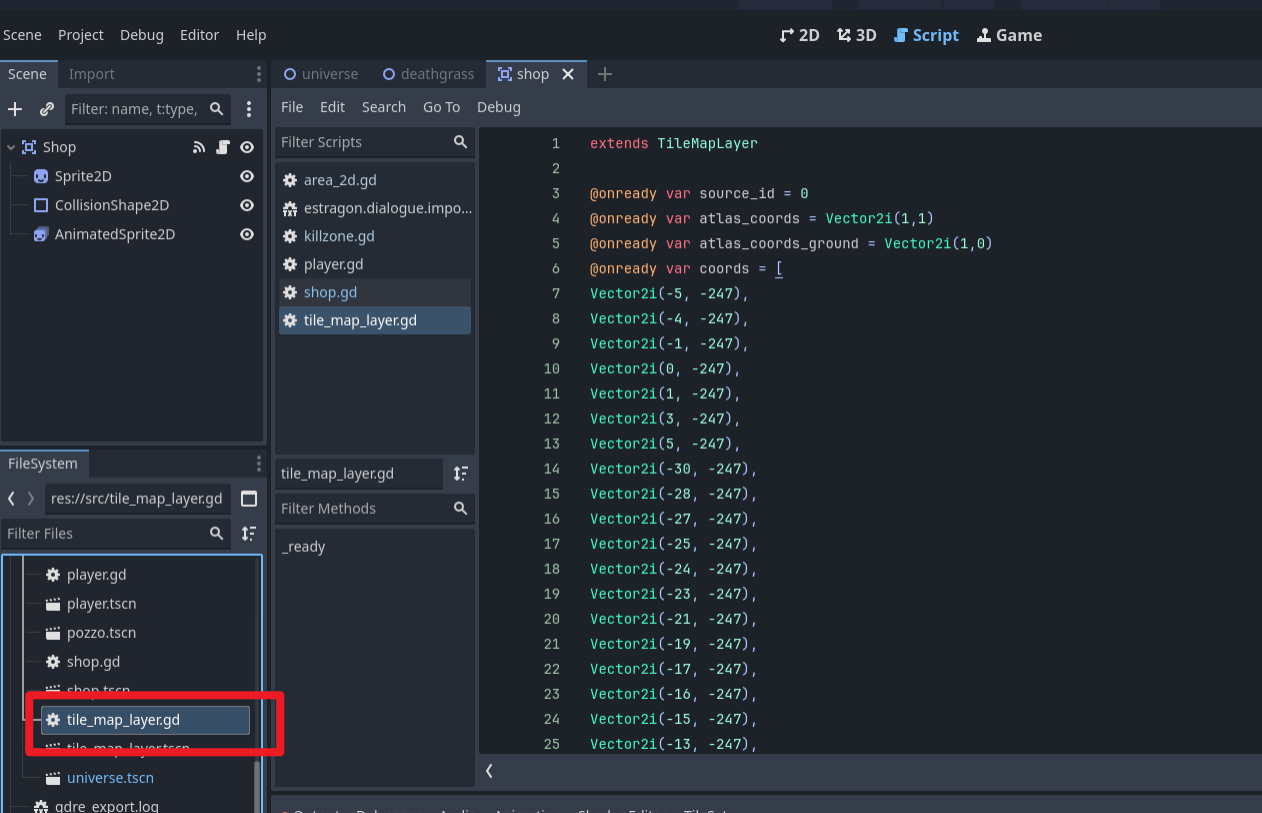 Scene Project Debug Editor Help
2D 3D Script Game
Scene Import
universe deathgrass shop
Filter: name, t:type,
File Edit Search Go To Debug
Shop
Sprite2D
CollisionShape2D
AnimatedSprite2D
Filter Scripts
area_2d.gd
estragon.dialogue.impo...
killzone.gd
player.gd
shop.gd
tile_map_layer.gd
tile_map_layer.gd
Filter Methods
_ready
1 extends TileMapLayer
2
3 @onready var source_id = 0
4 @onready var atlas_coords = Vector2i(1,1)
5 @onready var atlas_coords_ground = Vector2i(1,0)
6 @onready var coords = [
7 Vector2i(-5, -247),
8 Vector2i(-4, -247),
9 Vector2i(-1, -247),
10 Vector2i(0, -247),
11 Vector2i(1, -247),
12 Vector2i(3, -247),
13 Vector2i(5, -247),
14 Vector2i(-30, -247),
15 Vector2i(-28, -247),
16 Vector2i(-27, -247),
17 Vector2i(-25, -247),
18 Vector2i(-24, -247),
19 Vector2i(-23, -247),
20 Vector2i(-21, -247),
21 Vector2i(-19, -247),
22 Vector2i(-17, -247),
23 Vector2i(-16, -247),
24 Vector2i(-15, -247),
25 Vector2i(-13, -247),
FileSystem
res://src/tile_map_layer.gd
Filter Files
player.gd
player.tscn
pozzo.tscn
shop.gd
shop.tscn
tile_map_layer.gd
tile_map_layer.tscn
universe.tscn
gdre_export.log